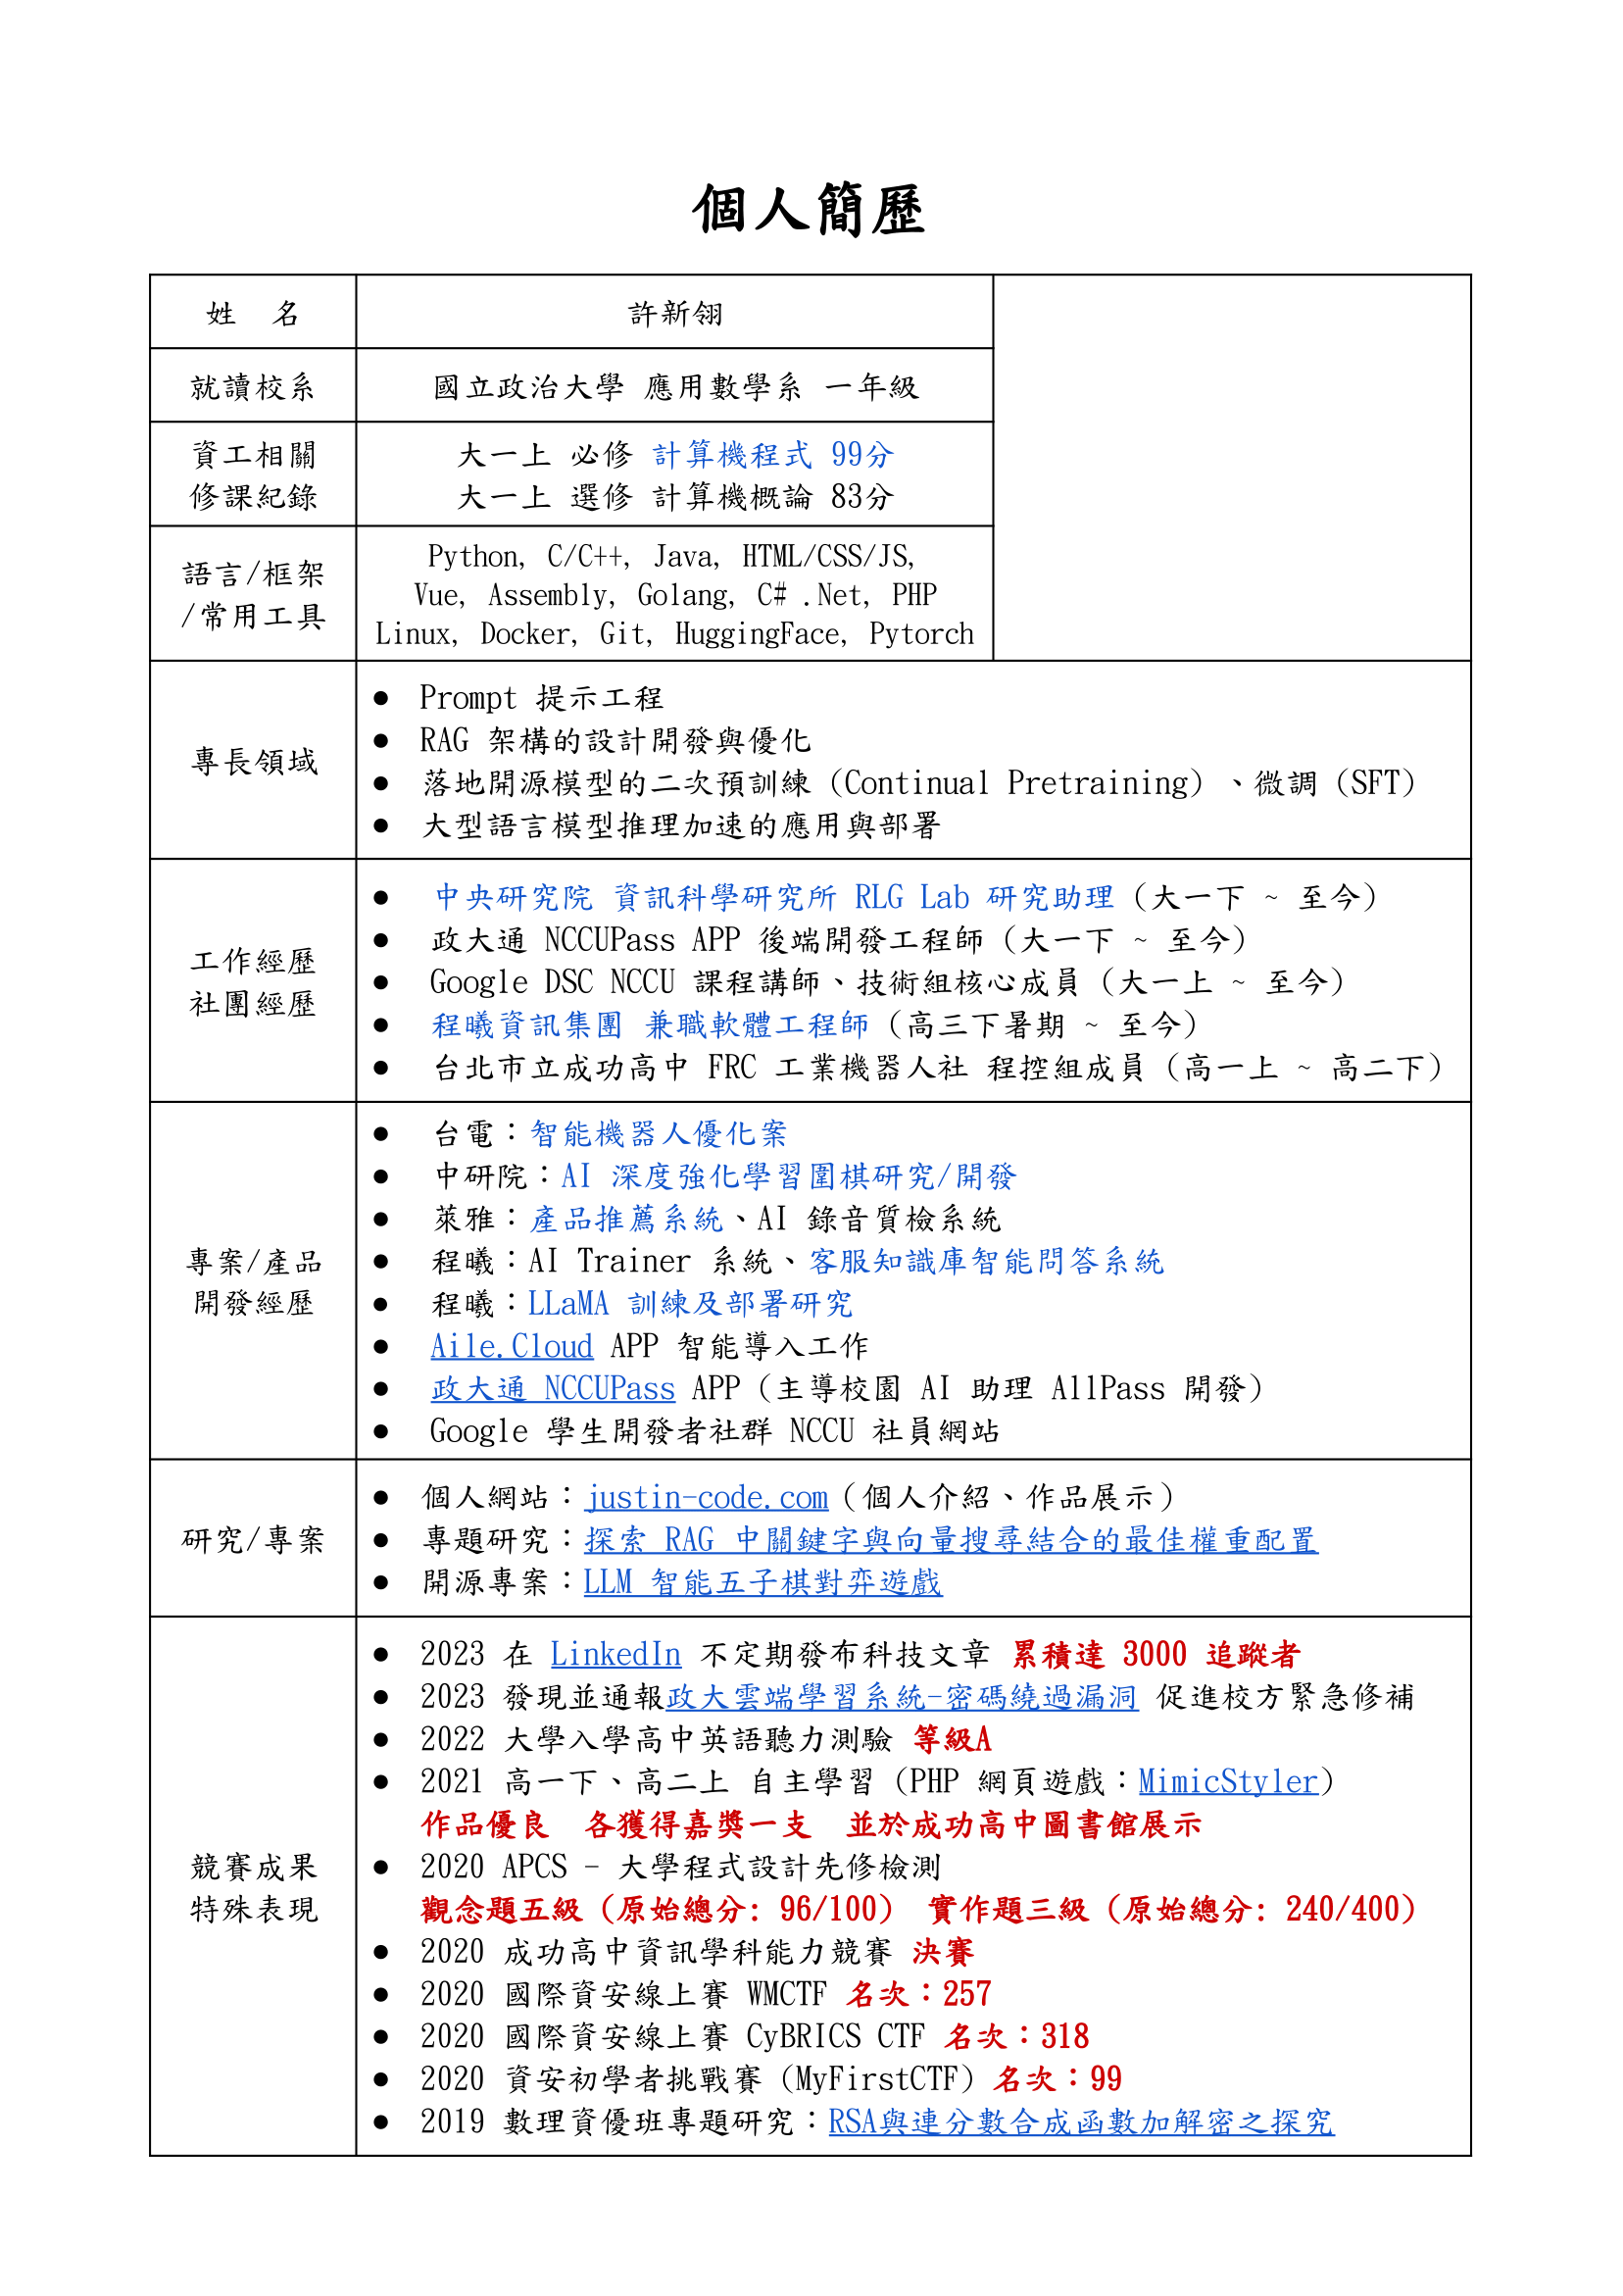 個人簡歷
姓 名
許新翎
就讀校系
國立政治大學 應用數學系 一年級
資工相關
修課紀錄
大一上 必修 計算機程式 99分
大一上 選修 計算機概論 83分
語言/框架
/常用工具
Python, C/C++, Java, HTML/CSS/JS,
Vue, Assembly, Golang, C# .Net, PHP
Linux, Docker, Git, HuggingFace, Pytorch
專長領域
● Prompt 提示工程
● RAG 架構的設計開發與優化
● 落地開源模型的二次預訓練 (Continual Pretraining) 、微調 (SFT)
● 大型語言模型推理加速的應用與部署
工作經歷
社團經歷
● 中央研究院 資訊科學研究所 RLG Lab 研究助理 (大一下 ~ 至今)
● 政大通 NCCUPass APP 後端開發工程師 (大一下 ~ 至今)
● Google DSC NCCU 課程講師、技術組核心成員 (大一上 ~ 至今)
● 程曦資訊集團 兼職軟體工程師 (高三下暑期 ~ 至今)
● 台北市立成功高中 FRC 工業機器人社 程控組成員 (高一上 ~ 高二下)
專案/產品
開發經歷
● 台電：智能機器人優化案
● 中研院：AI 深度強化學習圍棋研究/開發
● 萊雅：產品推薦系統、AI 錄音質檢系統
● 程曦：AI Trainer 系統、客服知識庫智能問答系統
● 程曦：LLaMA 訓練及部署研究
● Aile.Cloud APP 智能導入工作
● 政大通 NCCUPass APP (主導校園 AI 助理 AllPass 開發)
● Google 學生開發者社群 NCCU 社員網站
研究/專案
● 個人網站：justin-code.com (個人介紹、作品展示)
● 專題研究：探索 RAG 中關鍵字與向量搜尋結合的最佳權重配置
● 開源專案：LLM 智能五子棋對弈遊戲
競賽成果
特殊表現
● 2023 在 LinkedIn 不定期發布科技文章 累積達 3000 追蹤者
● 2023 發現並通報政大雲端學習系統-密碼繞過漏洞 促進校方緊急修補
● 2022 大學入學高中英語聽力測驗 等級A
● 2021 高一下、高二上 自主學習 (PHP 網頁遊戲：MimicStyler)
作品優良 各獲得嘉獎一支 並於成功高中圖書館展示
● 2020 APCS - 大學程式設計先修檢測
觀念題五級 (原始總分: 96/100) 實作題三級 (原始總分: 240/400)
● 2020 成功高中資訊學科能力競賽 決賽
● 2020 國際資安線上賽 WMCTF 名次：257
● 2020 國際資安線上賽 CyBRICS CTF 名次：318
● 2020 資安初學者挑戰賽 (MyFirstCTF) 名次：99
● 2019 數理資優班專題研究：RSA與連分數合成函數加解密之探究